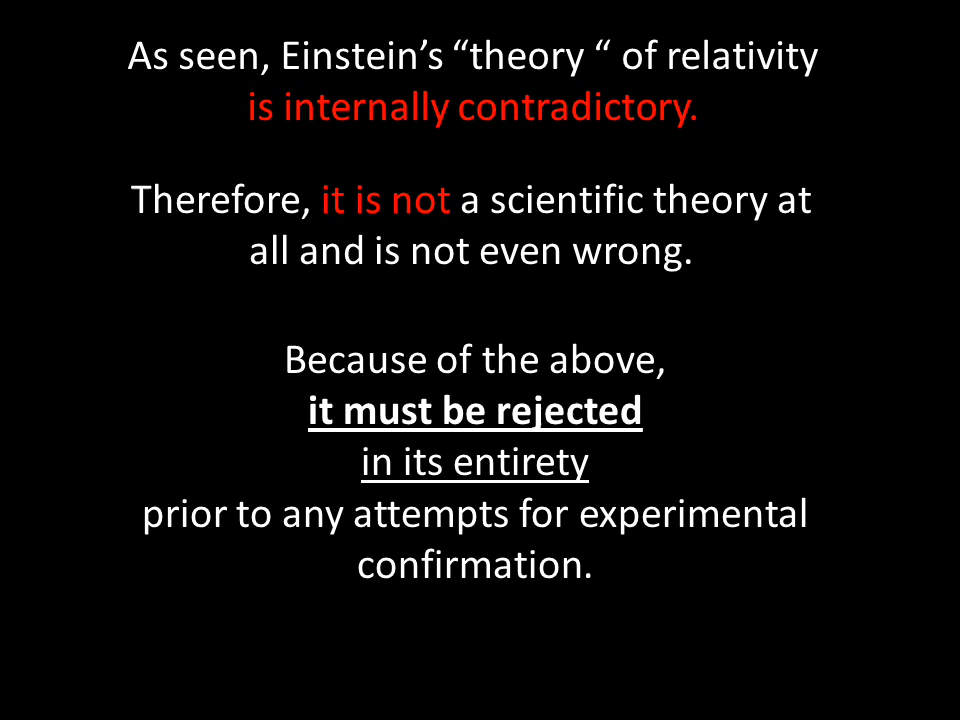 As seen, Einstein’s “theory “ of relativity
is internally contradictory.
Therefore, it is not a scientific theory at
all and is not even wrong.
Because of the above,
it must be rejected
in its entirety
prior to any attempts for experimental
confirmation.